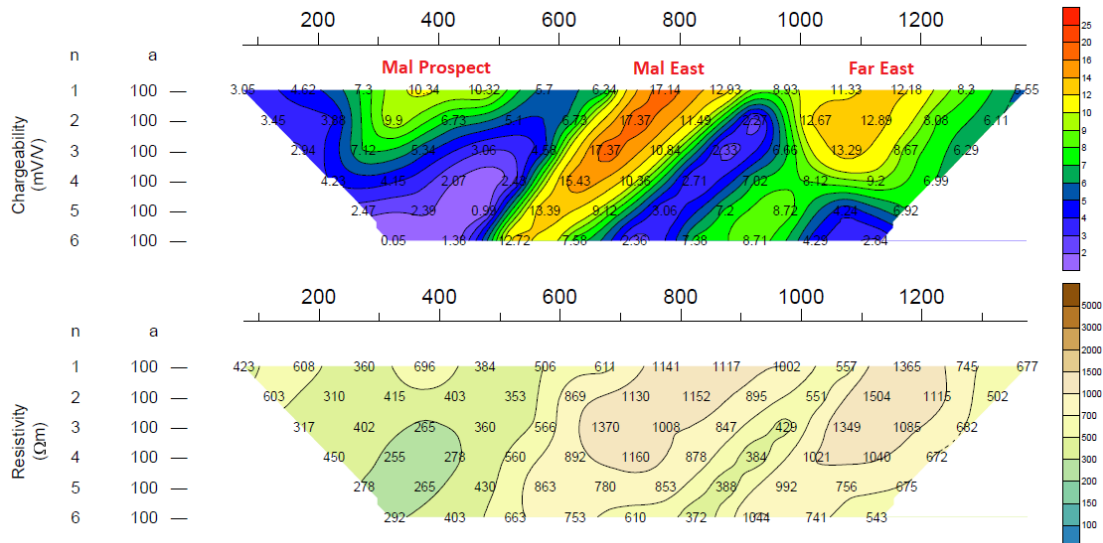 200 400 600 800 1000 1200
n a Mal Prospect Mal East Far East
1 100 3.05 4.62 7.3 10.34 10.32 5.7 6.34 17.14 12.93 8.93 11.33 12.18 8.3 5.55
2 100 3.45 9.9 6.73 5.1 6.73 17.37 11.49 2.27 12.67 12.89 8.08 6.11
3 100 2.94 7.12 5.34 3.06 4.58 17.37 10.84 2.33 6.66 13.29 8.67 6.29
4 100 4.23 4.15 2.07 2.43 15.43 10.36 2.71 7.02 8.12 9.2 6.99
5 100 2.47 2.39 0.99 13.39 9.12 3.06 7.2 8.72 4.24 6.92
6 100 0.05 1.38 12.72 7.58 2.36 7.38 8.71 4.29 2.84
Chargeability
(mV/V)
25
20
16
14
12
10
9
8
7
6
5
4
3
2
200 400 600 800 1000 1200
n a
1 100 423 608 360 696 384 506 611 1141 1117 1002 557 1365 745 677
2 100 603 310 415 403 353 869 1130 1152 895 551 1504 1115 502
3 100 317 402 265 360 566 1370 1008 847 429 1349 1085 682
4 100 450 255 278 560 892 1160 878 384 1021 1040 672
5 100 278 265 430 863 780 853 388 992 756 675
6 100 292 403 663 753 610 372 1044 741 543
Resistivity
(Ωm)
5000
3000
2000
1500
1000
700
500
300
200
150
100